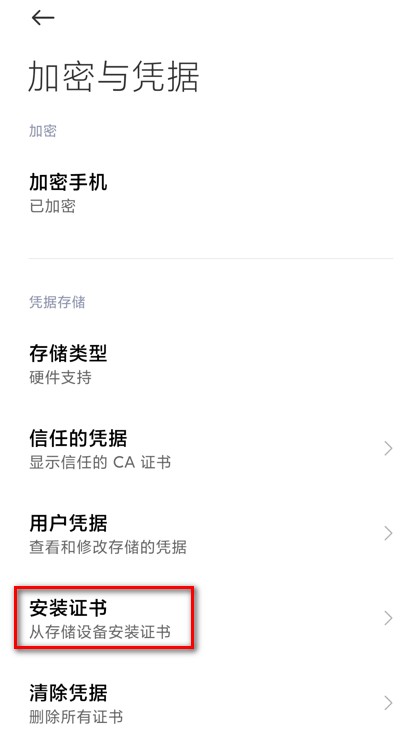 加密与凭据
加密
加密手机
已加密
凭据存储
存储类型
硬件支持
信任的凭据
显示信任的 CA 证书
用户凭据
查看和修改存储的凭据
安装证书
从存储设备安装证书
清除凭据
删除所有证书